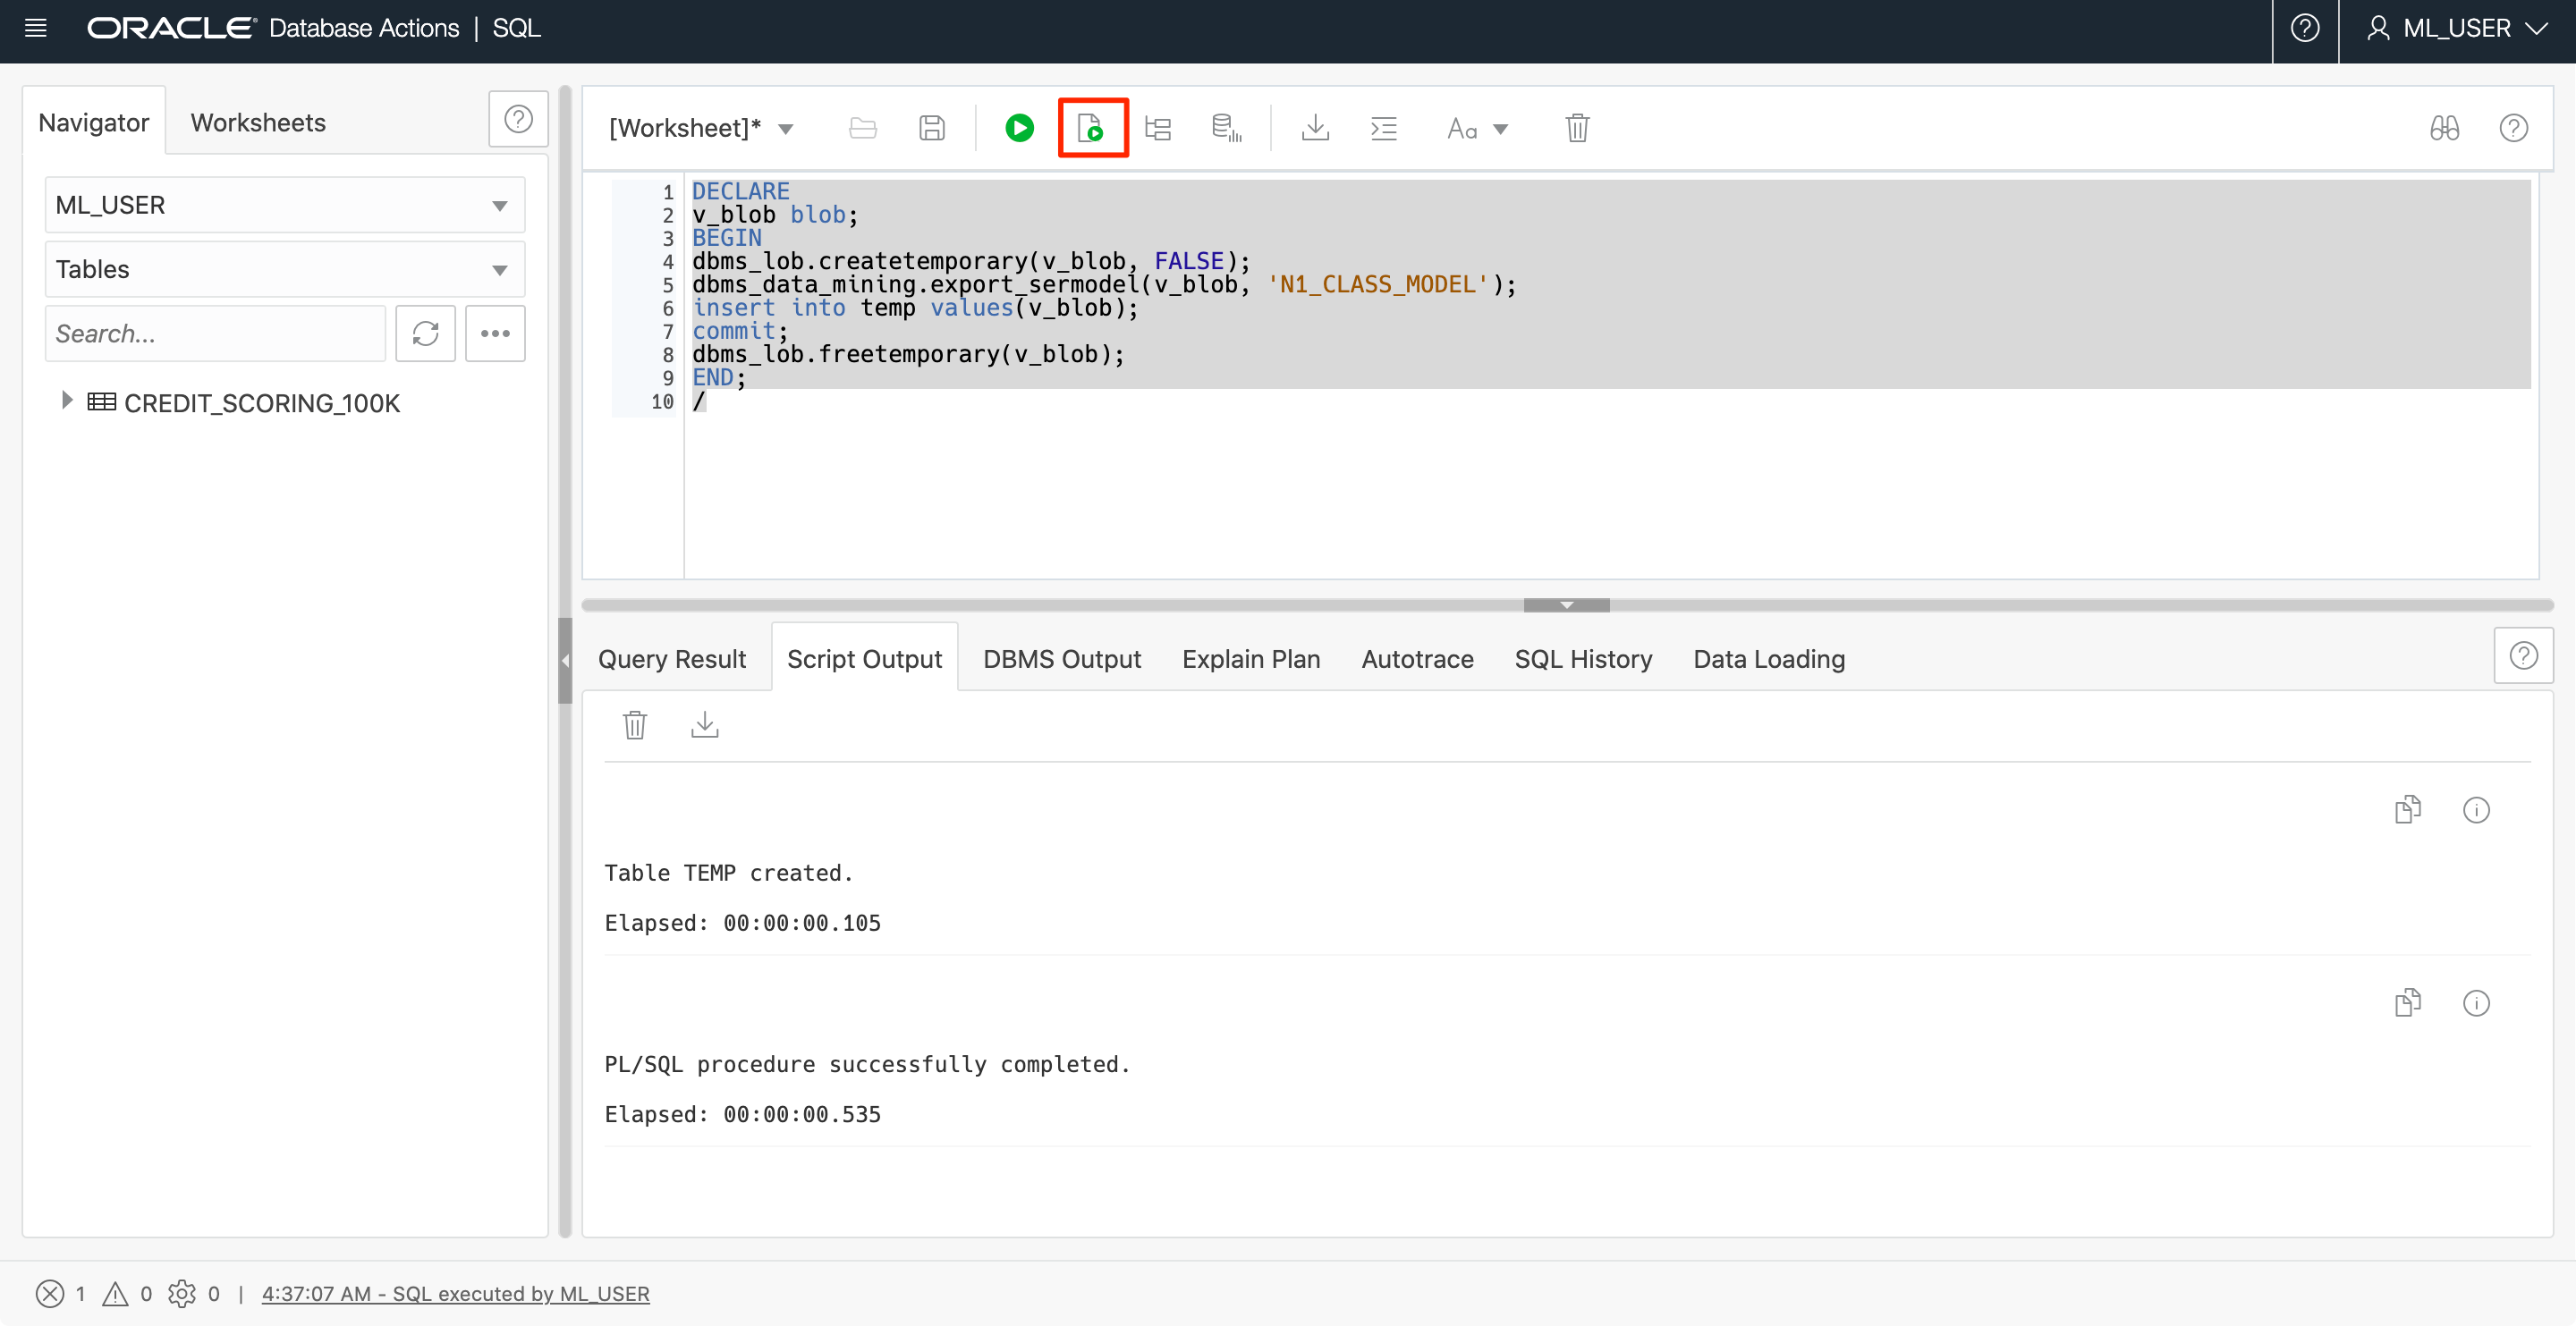 ORACLE Database Actions | SQL
ML_USER
Navigator
Worksheets
ML_USER
Tables
Search...
CREDIT_SCORING_100K
[Worksheet]*
Aa
1 DECLARE
2 v_blob blob;
3 BEGIN
4 dbms_lob.createtemporary(v_blob, FALSE);
5 dbms_data_mining.export_sermodel(v_blob, 'N1_CLASS_MODEL');
6 insert into temp values(v_blob);
7 commit;
8 dbms_lob.freetemporary(v_blob);
9 END;
10 /
Query Result Script Output DBMS Output Explain Plan Autotrace SQL History Data Loading
Table TEMP created.
Elapsed: 00:00:00.105
PL/SQL procedure successfully completed.
Elapsed: 00:00:00.535
1 0 0 | 4:37:07 AM - SQL executed by ML_USER